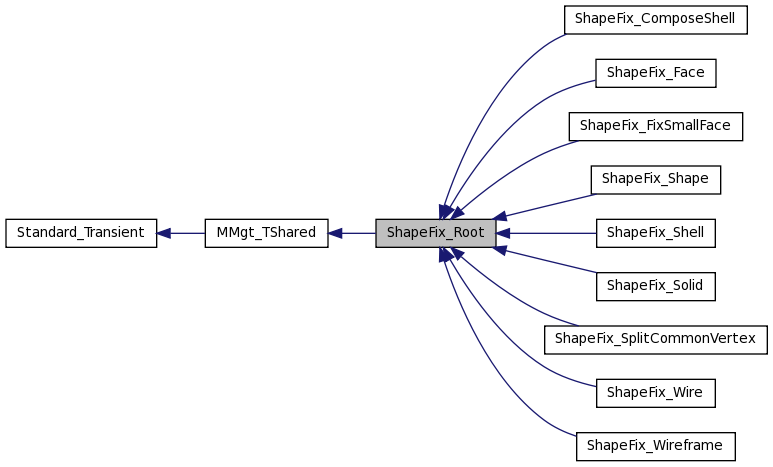 ShapeFix_ComposeShell
ShapeFix_Face
ShapeFix_FixSmallFace
ShapeFix_Shape
Standard_Transient
MMgt_TShared
ShapeFix_Root
ShapeFix_Shell
ShapeFix_Solid
ShapeFix_SplitCommonVertex
ShapeFix_Wire
ShapeFix_Wireframe